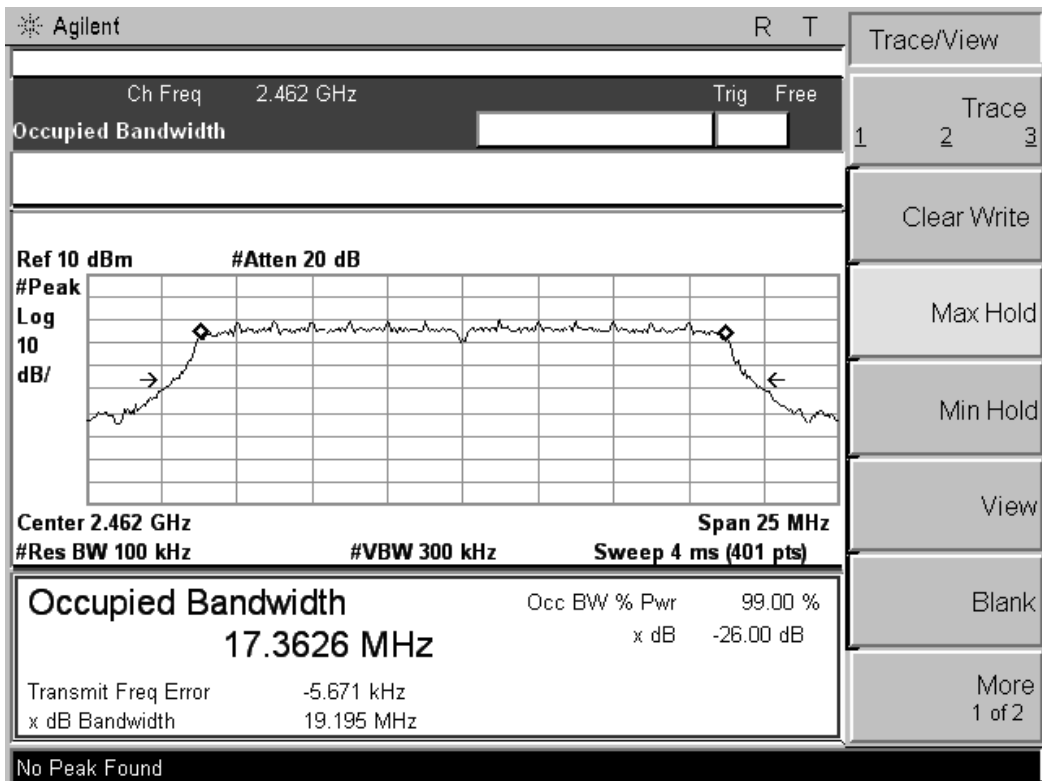 Agilent
R T
Ch Freq 2.462 GHz
Trig Free
Occupied Bandwidth
Ref 10 dBm #Atten 20 dB
#Peak
Log
10
dB/
Center 2.462 GHz Span 25 MHz
#Res BW 100 kHz #VBW 300 kHz Sweep 4 ms (401 pts)
Occupied Bandwidth
17.3626 MHz
Occ BW % Pwr 99.00 %
x dB -26.00 dB
Transmit Freq Error -5.671 kHz
x dB Bandwidth 19.195 MHz
No Peak Found
Trace/View
Trace
1 2 3
Clear Write
Max Hold
Min Hold
View
Blank
More
1 of 2